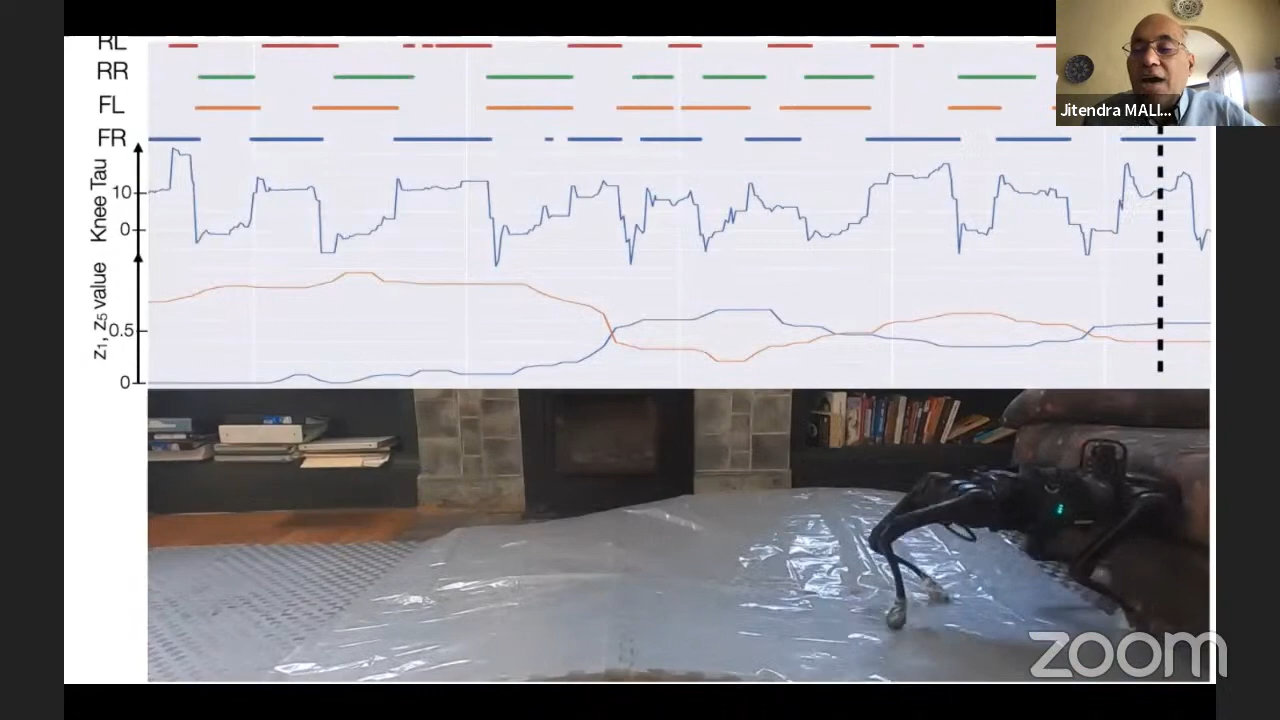 RL
RR
FL
FR
Knee Tau
10
0
z₁, z₅ value
0.5
0
Jitendra MALI...
zoom